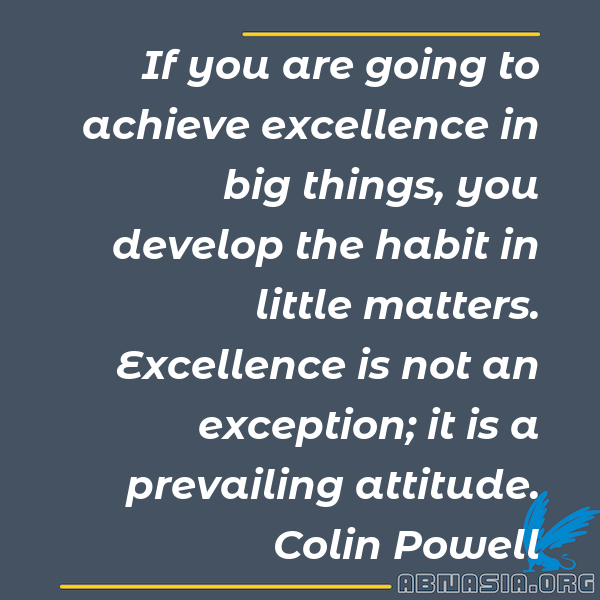 If you are going to
achieve excellence in
big things, you
develop the habit in
little matters.
Excellence is not an
exception; it is a
prevailing attitude.
Colin Powell
ABNASIA.ORG